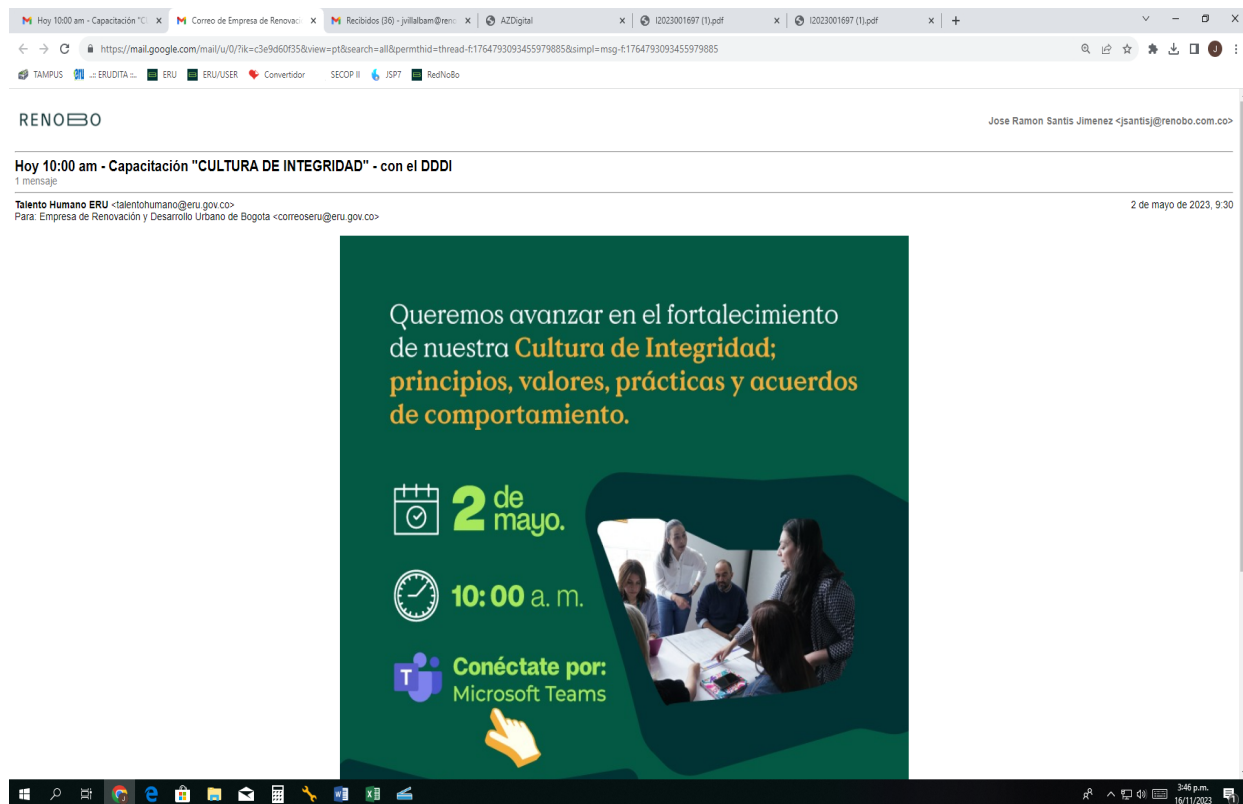 Hoy 10:00 am - Capacitación "C
Correo de Empresa de Renovaci
Recibidos (36) - jvillalbam@reno
AZDigital
I2023001697 (1).pdf
I2023001697 (1).pdf
https://mail.google.com/mail/u/0/?ik=c3e9d60f35&view=pt&search=all&permthid=thread-f:1764793093455979885&simpl=msg-f:1764793093455979885
J
TAMPUS
..:: ERUDITA ::..
ERU
ERU/USER
Convertidor
SECOP II
JSP7
RedNoBo
RENOBO
Jose Ramon Santis Jimenez <jsantisj@renobo.com.co>
Hoy 10:00 am - Capacitación "CULTURA DE INTEGRIDAD" - con el DDDI
1 mensaje
Talento Humano ERU <talentohumano@eru.gov.co>
2 de mayo de 2023, 9:30
Para: Empresa de Renovación y Desarrollo Urbano de Bogota <correoseru@eru.gov.co>
Queremos avanzar en el fortalecimiento
de nuestra Cultura de Integridad;
principios, valores, prácticas y acuerdos
de comportamiento.
2 de
mayo.
10:00 a. m.
T
Conéctate por:
Microsoft Teams
3:46 p.m.
16/11/2023